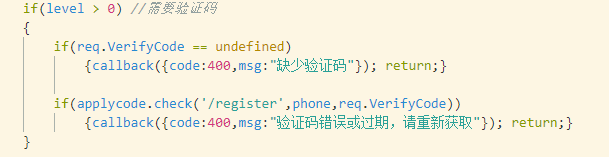 if(level > 0) //需要验证码
{
if(req.VerifyCode == undefined)
{callback({code:400,msg:"缺少验证码"}); return;}
if(applycode.check('/register',phone,req.VerifyCode))
{callback({code:400,msg:"验证码错误或过期，请重新获取"}); return;}
}